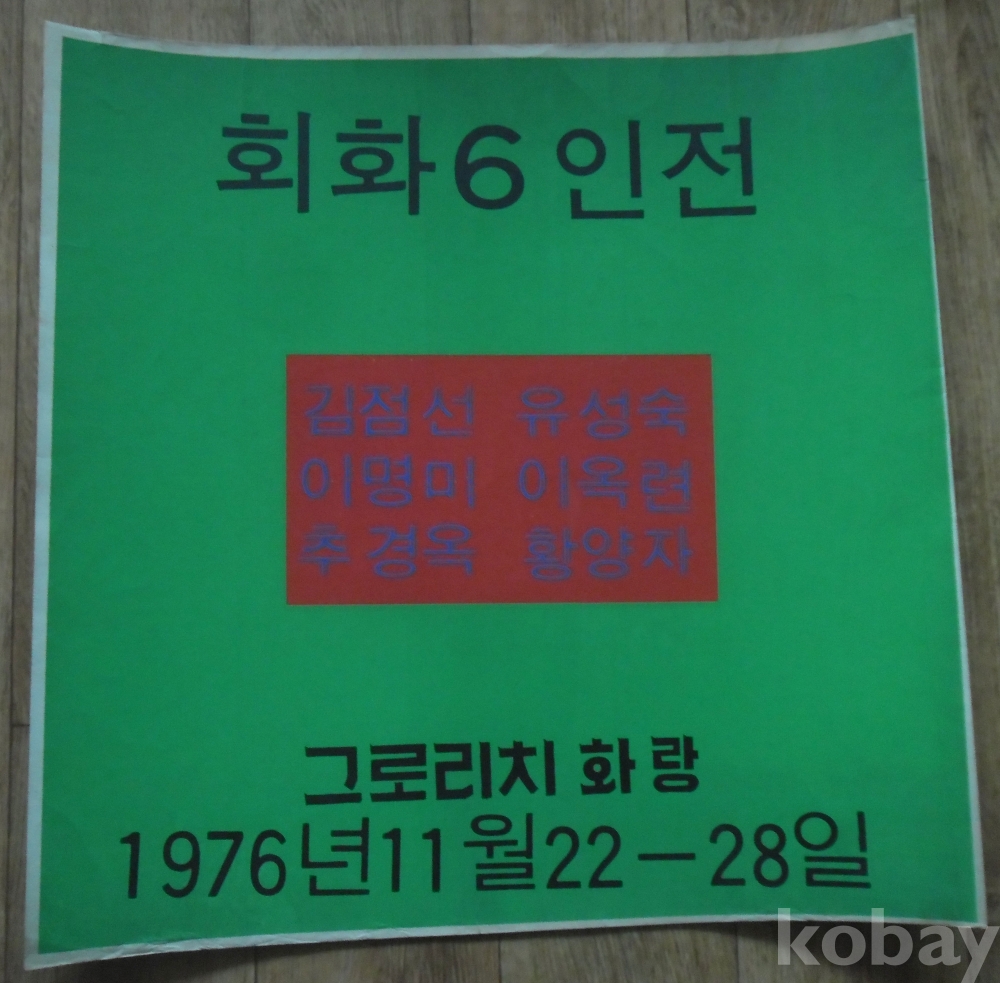 회화6인전
김점선 유성숙
이명미 이옥련
추경옥 황양자
그로리치 화랑
1976년11월22-28일
kobay